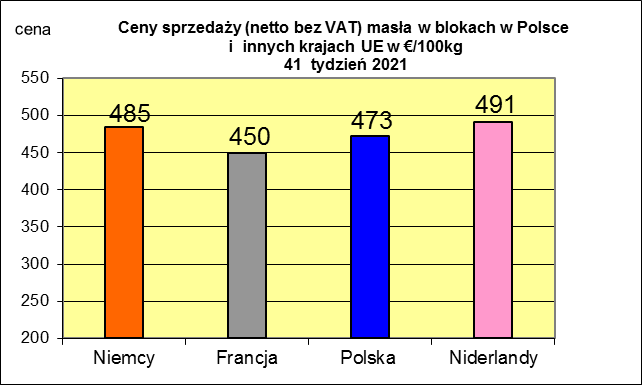 cena
Ceny sprzedaży (netto bez VAT) masła w blokach w Polsce
i innych krajach UE w €/100kg
41 tydzień 2021
550
500
450
400
350
300
250
200
485
450
473
491
Niemcy
Francja
Polska
Niderlandy